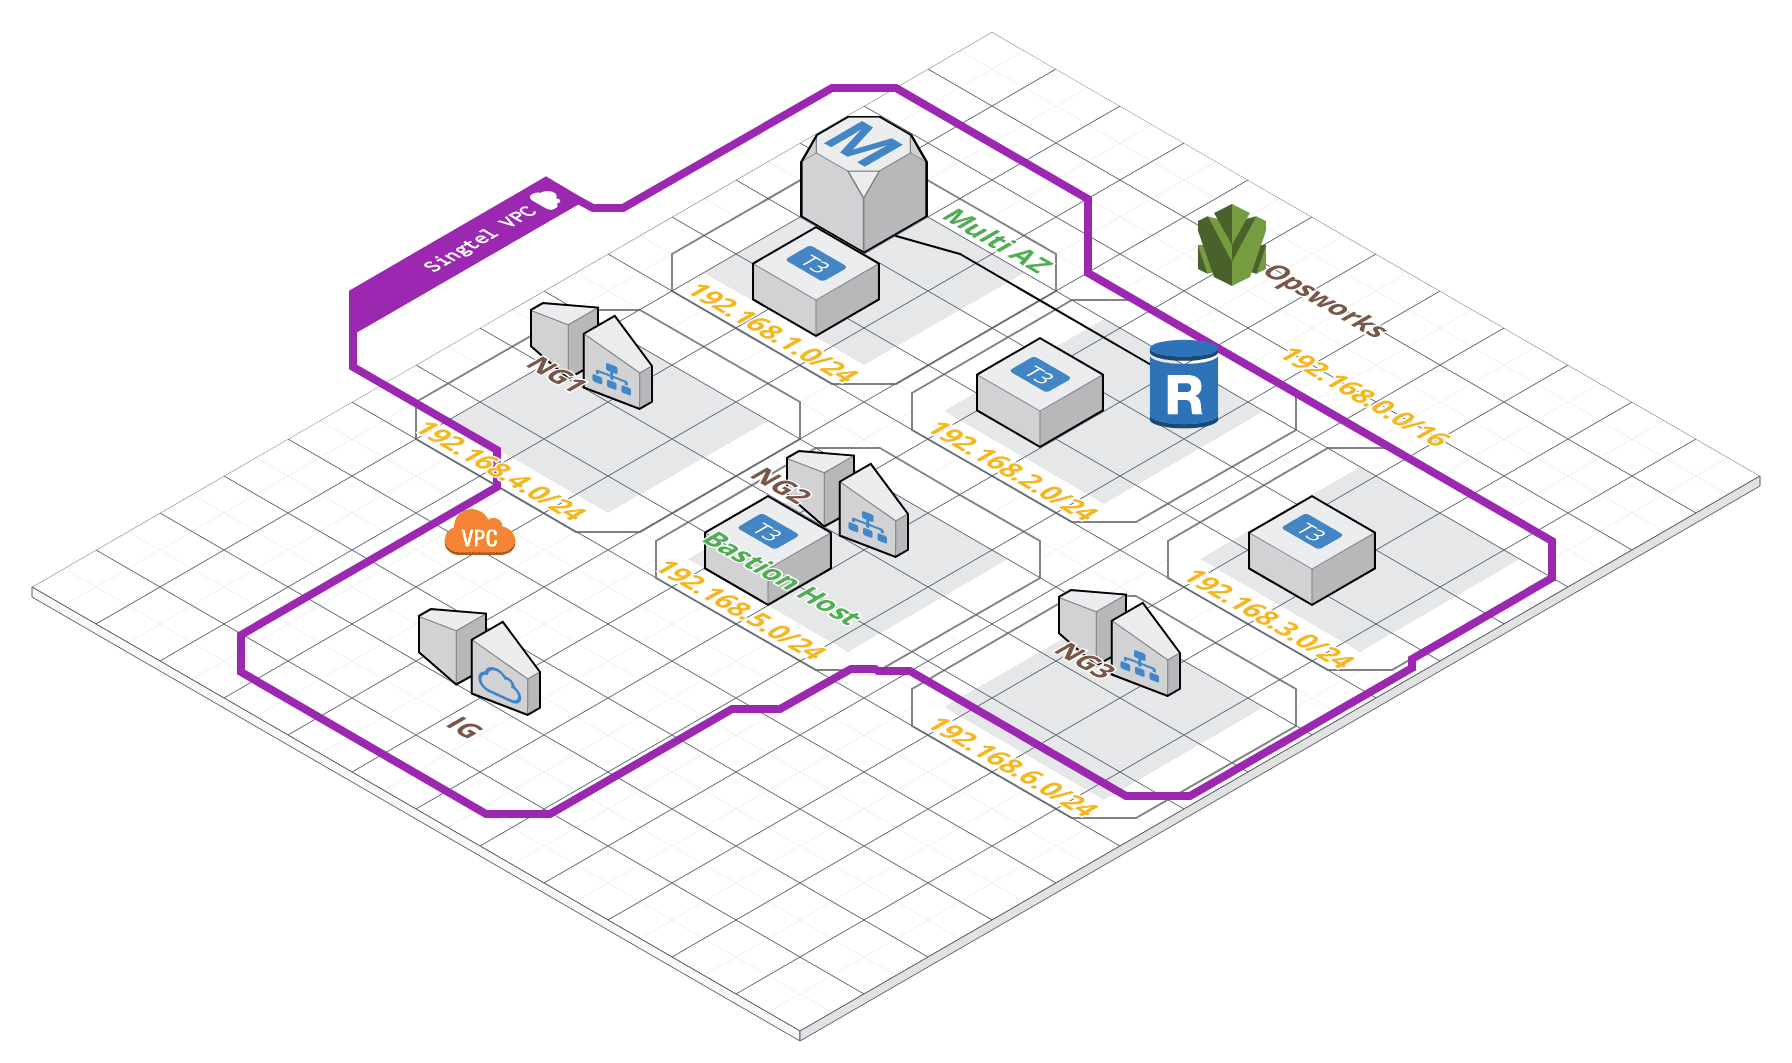 M
Singtel VPC
Multi AZ
T3
192.168.1.0/24
Opsworks
NG1
T3
R
192.168.0.0/16
192.168.4.0/24
192.168.2.0/24
NG2
T3
Bastion Host
192.168.5.0/24
VPC
T3
192.168.3.0/24
NG3
IG
192.168.6.0/24